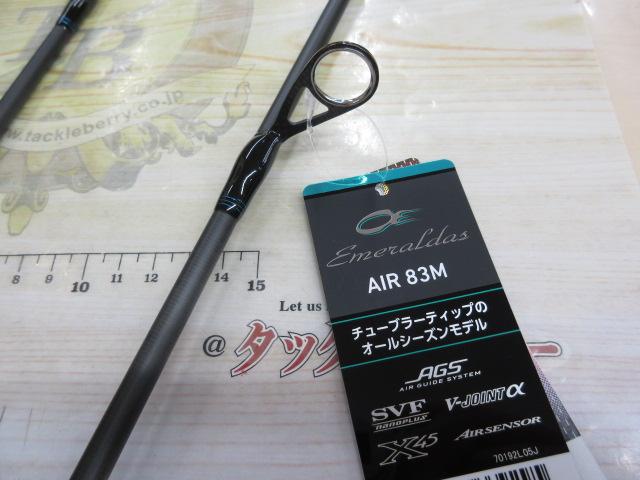 TB
www.tackleberry.co.jp
Emeraldas
AIR 83M
チューブラーティップの
オールシーズンモデル
AGS
AIR GUIDE SYSTEM
SVF
nanoplus
V-JOINT α
X45
AIRSENSOR
70192L05J
7 8 9 10 11 12 13 14 15
Let us
@タック